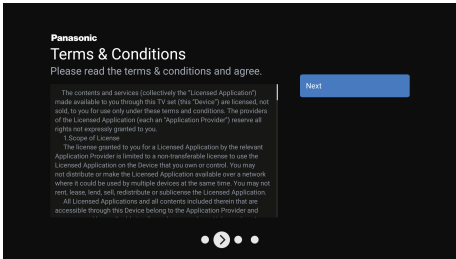 Panasonic
Terms & Conditions
Please read the terms & conditions and agree.
The contents and services (collectively the "Licensed Application")
made available to you through this TV set (this "Device") are licensed, not
sold, to you for use only under these terms and conditions. The providers
of the Licensed Application (each an "Application Provider") reserve all
rights not expressly granted to you.
1.Scope of License
The license granted to you for a Licensed Application by the relevant
Application Provider is limited to a non-transferable license to use the
Licensed Application on the Device that you own or control. You may
not distribute or make the Licensed Application available over a network
where it could be used by multiple devices at the same time. You may not
rent, lease, lend, sell, redistribute or sublicense the Licensed Application.
All Licensed Applications and all contents included therein that are
accessible through this Device belong to the Application Provider and
Next